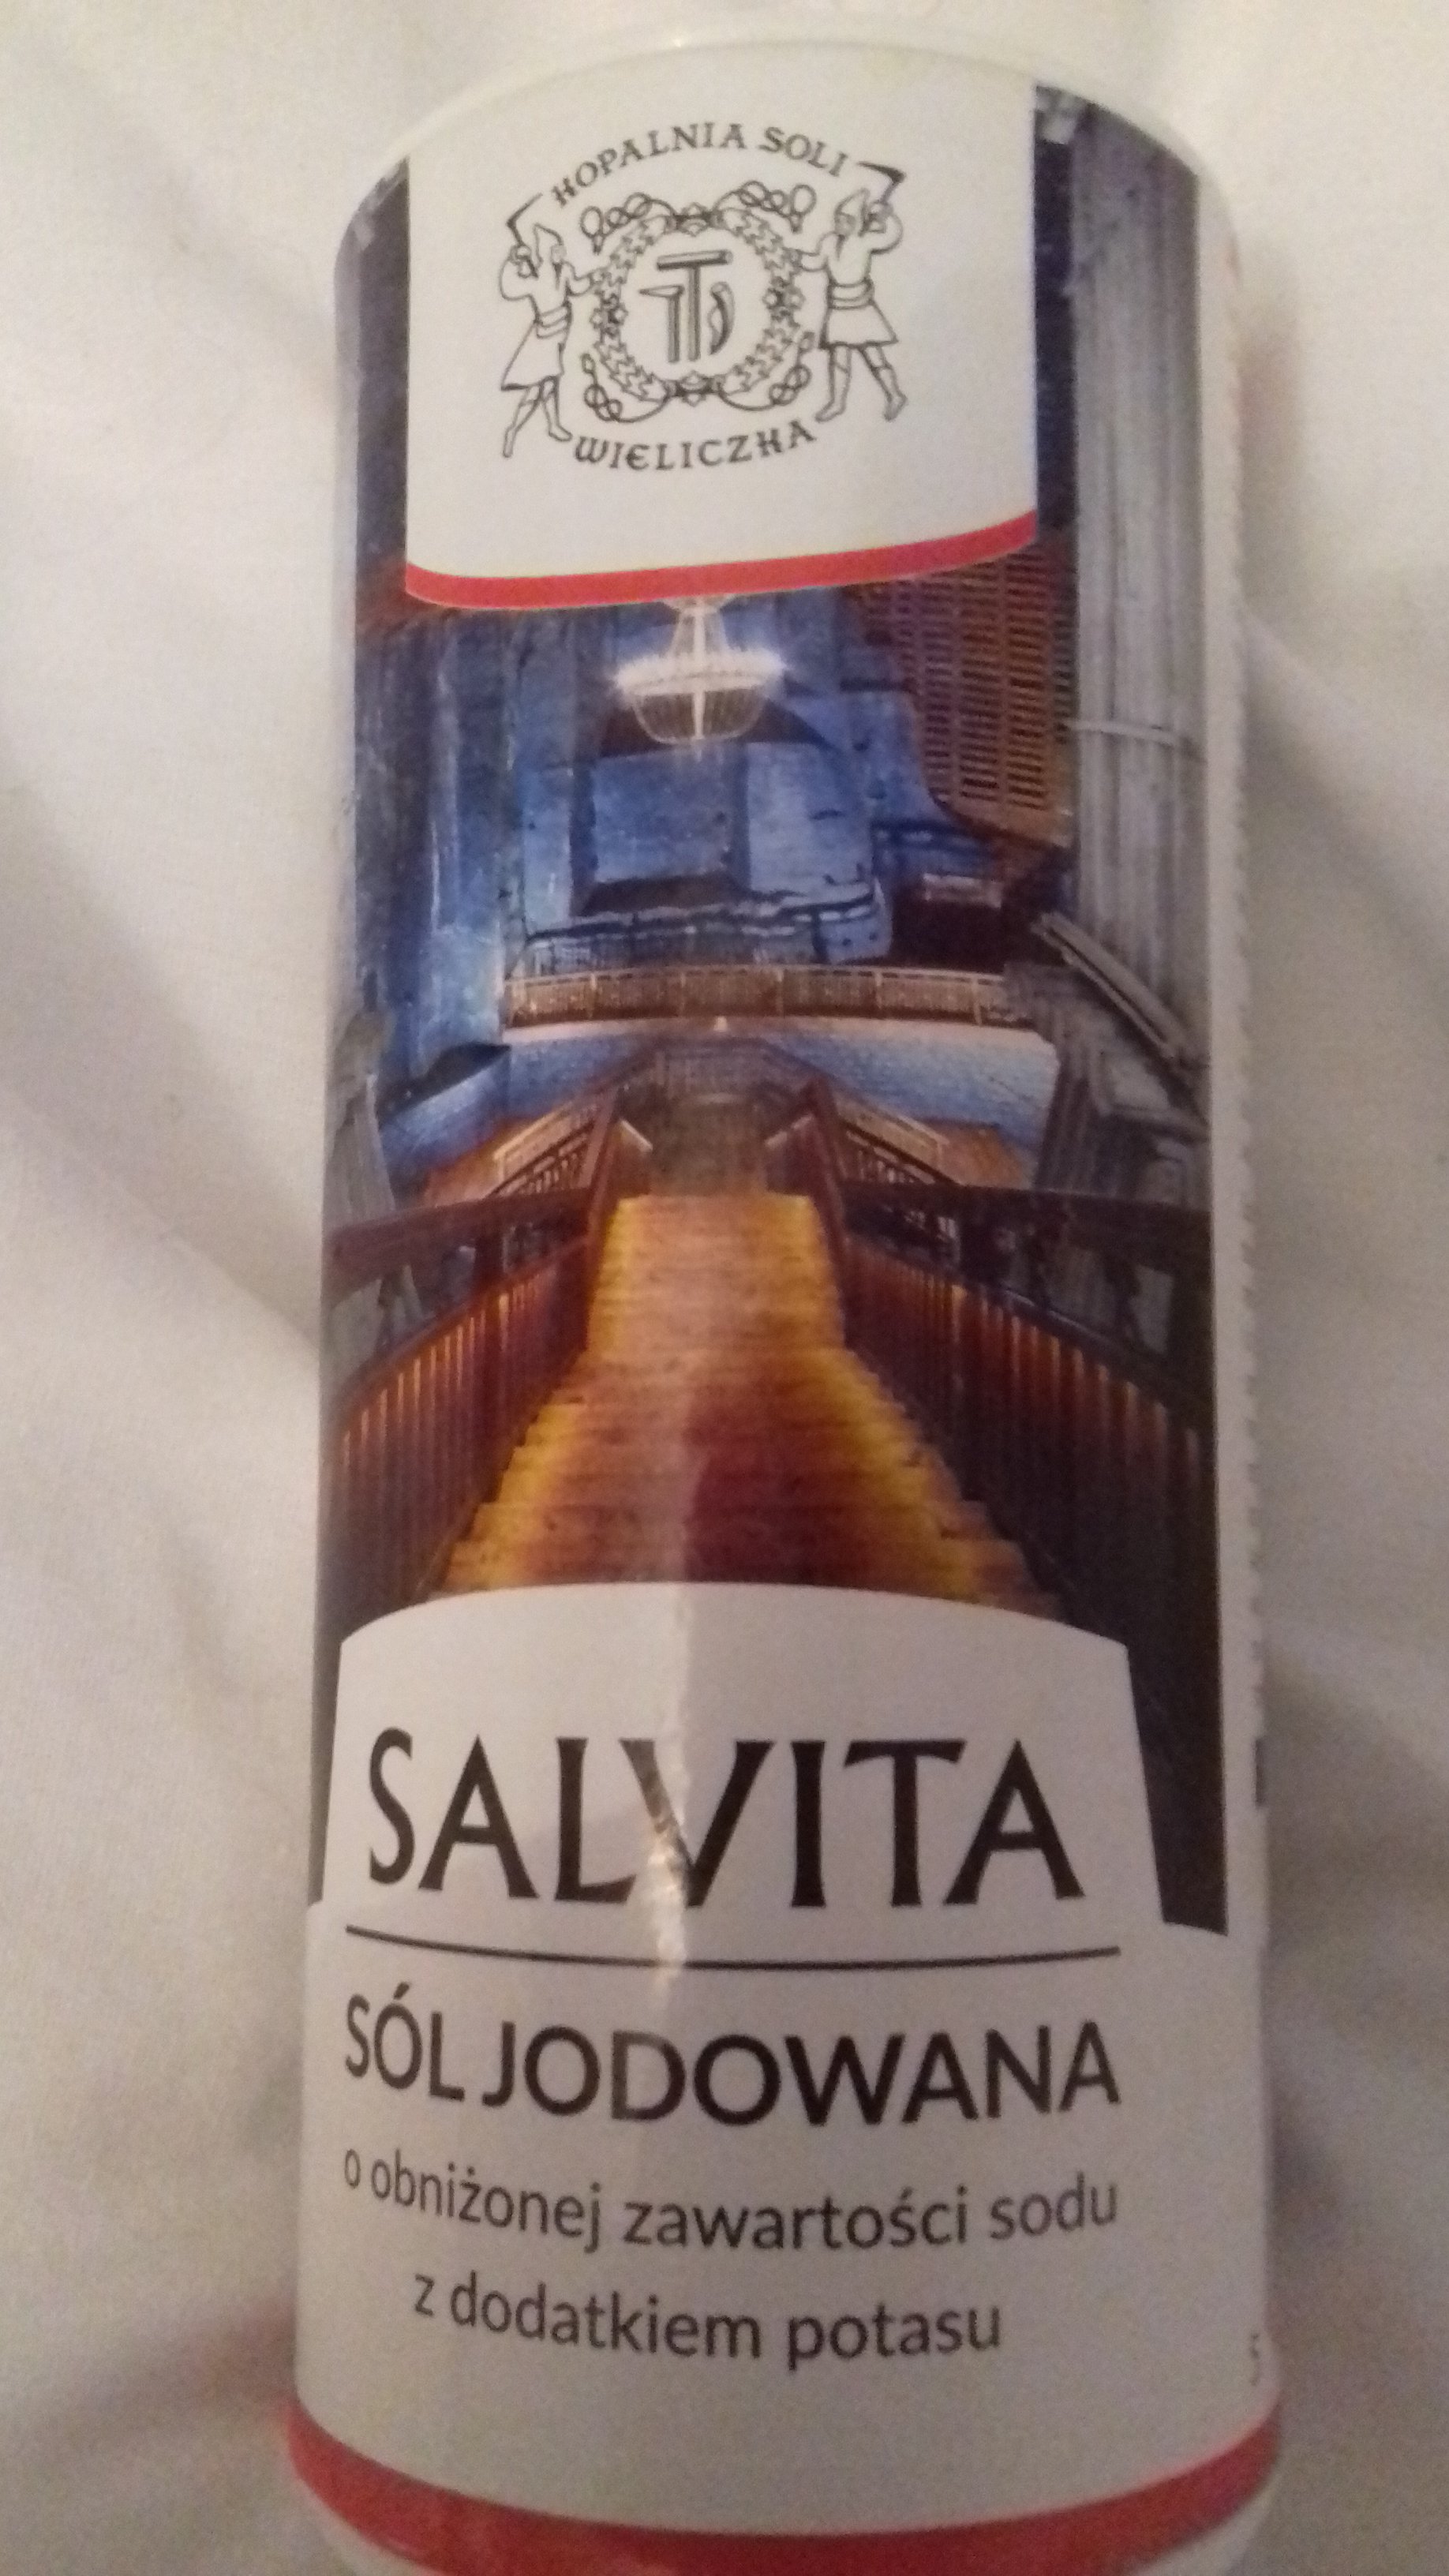 KOPALNIA SOLI
WIELICZKA
SALVITA
SÓL JODOWANA
o obniżonej zawartości sodu
z dodatkiem potasu